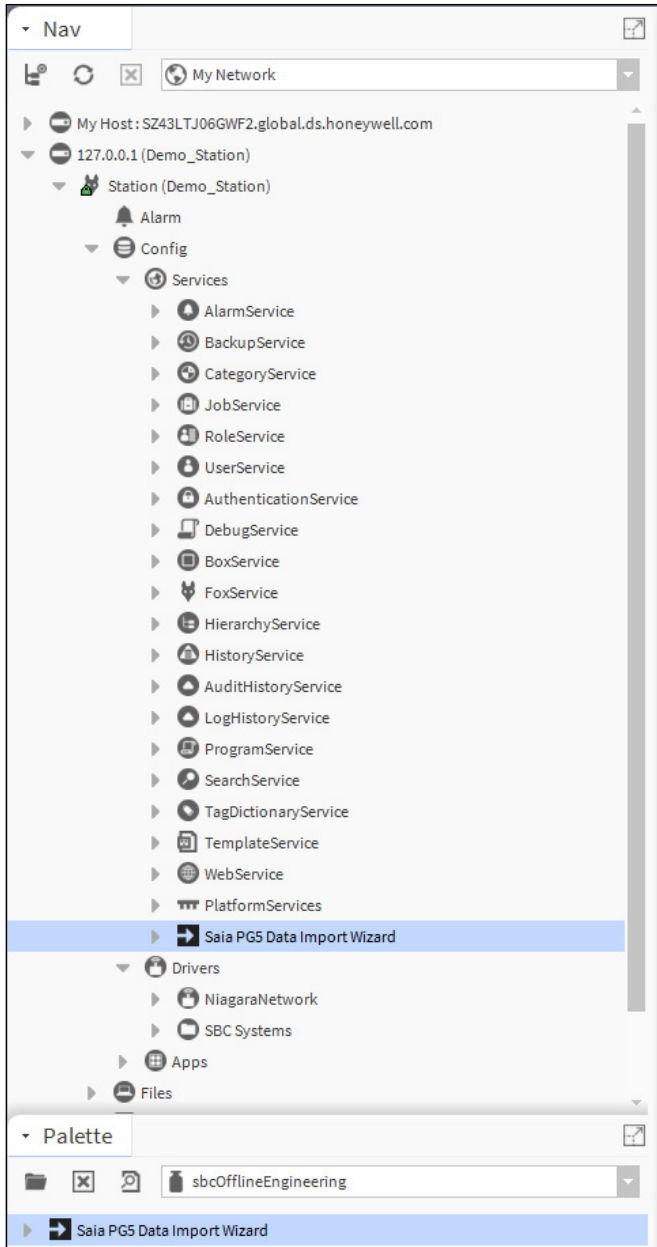 Nav
My Network
My Host : SZ43LTJ06GWF2.global.ds.honeywell.com
127.0.0.1 (Demo_Station)
Station (Demo_Station)
Alarm
Config
Services
AlarmService
BackupService
CategoryService
JobService
RoleService
UserService
AuthenticationService
DebugService
BoxService
FoxService
HierarchyService
HistoryService
AuditHistoryService
LogHistoryService
ProgramService
SearchService
TagDictionaryService
TemplateService
WebService
PlatformServices
Saia PG5 Data Import Wizard
Drivers
NiagaraNetwork
SBC Systems
Apps
Files
Palette
sbcOfflineEngineering
Saia PG5 Data Import Wizard